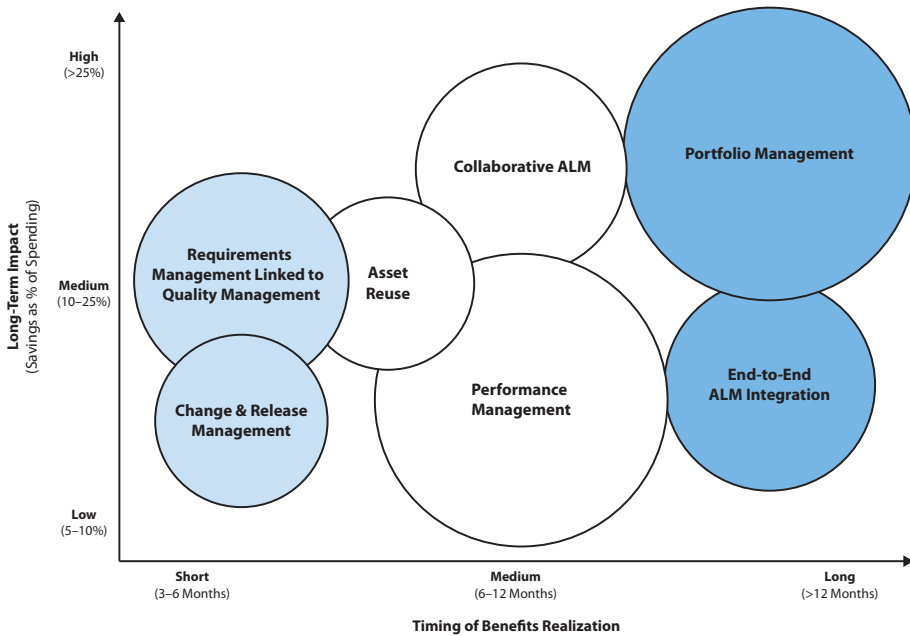 High
(>25%)
Medium
(10–25%)
Low
(5–10%)
Long-Term Impact
(Savings as % of Spending)
Collaborative ALM
Portfolio Management
Requirements
Management Linked to
Quality Management
Asset
Reuse
Change & Release
Management
Performance
Management
End-to-End
ALM Integration
Short
(3–6 Months)
Medium
(6–12 Months)
Long
(>12 Months)
Timing of Benefits Realization